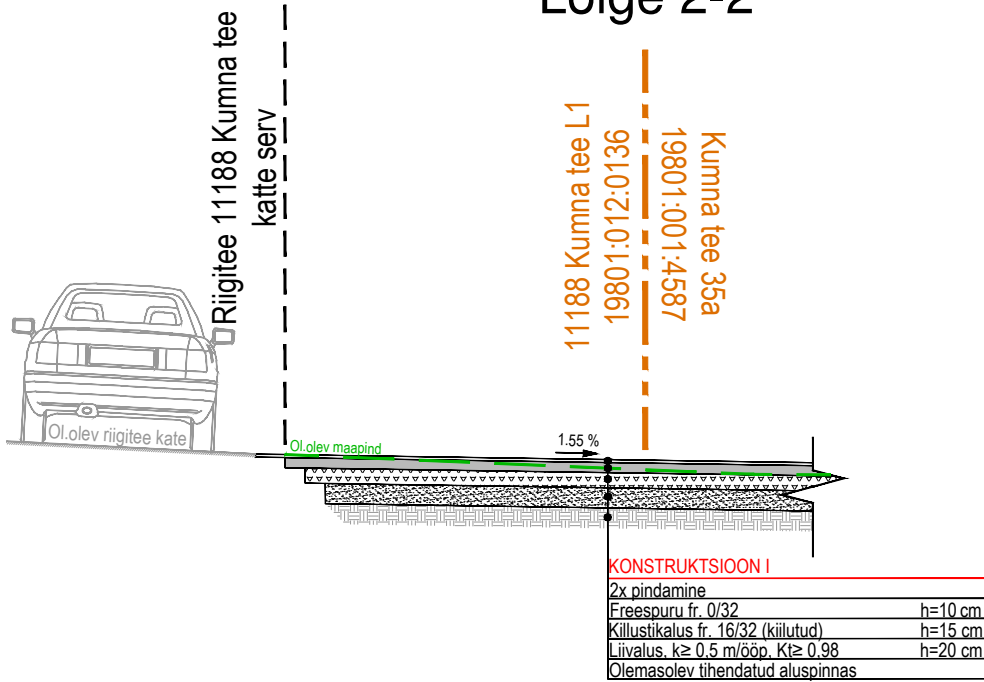 Lõige 2-2
Riigitee 11188 Kumna tee
katte serv
11188 Kumna tee L1
19801:012:0136
Kumna tee 35a
19801:001:4587
Ol.olev riigitee kate
Ol.olev maapind
1.55 %
KONSTRUKTSIOON I
2x pindamine
Freespuru fr. 0/32 h=10 cm
Killustikalus fr. 16/32 (kiilutud) h=15 cm
Liivalus, k≥ 0,5 m/ööp, Kt≥ 0,98 h=20 cm
Olemasolev tihendatud aluspinnas